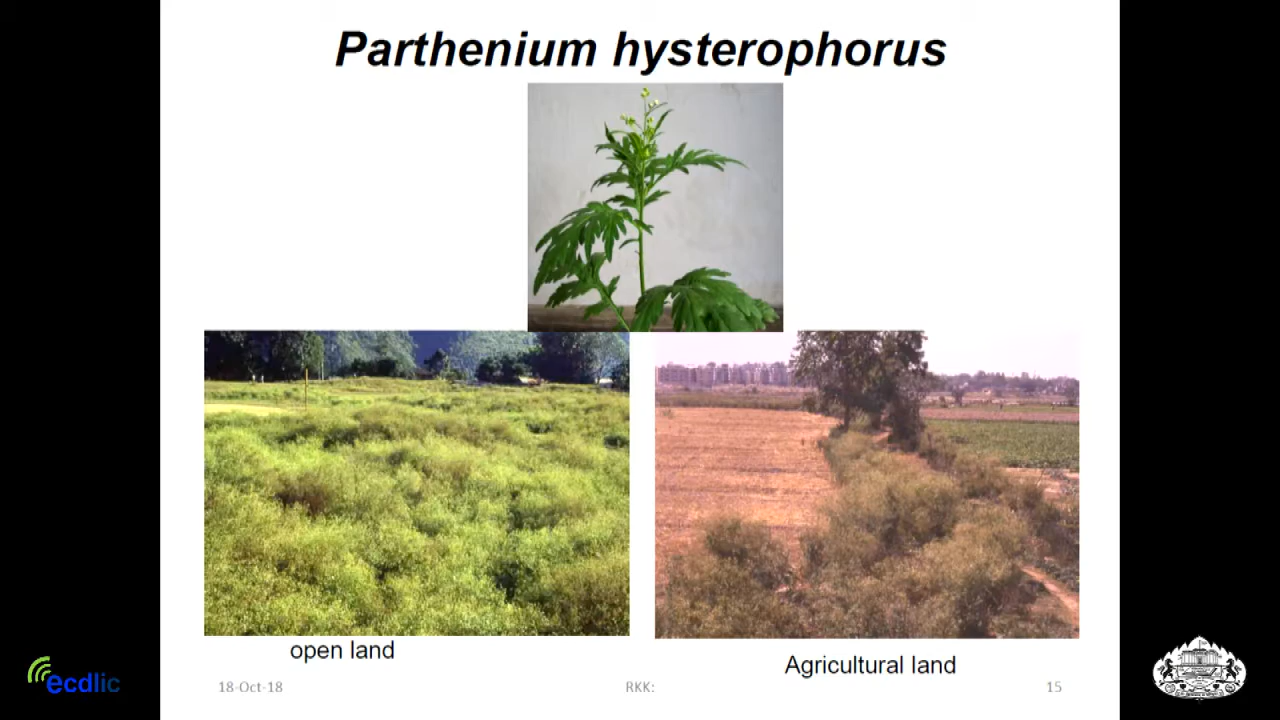 Parthenium hysterophorus
open land
Agricultural land
18-Oct-18
RKK:
15
ecdlic